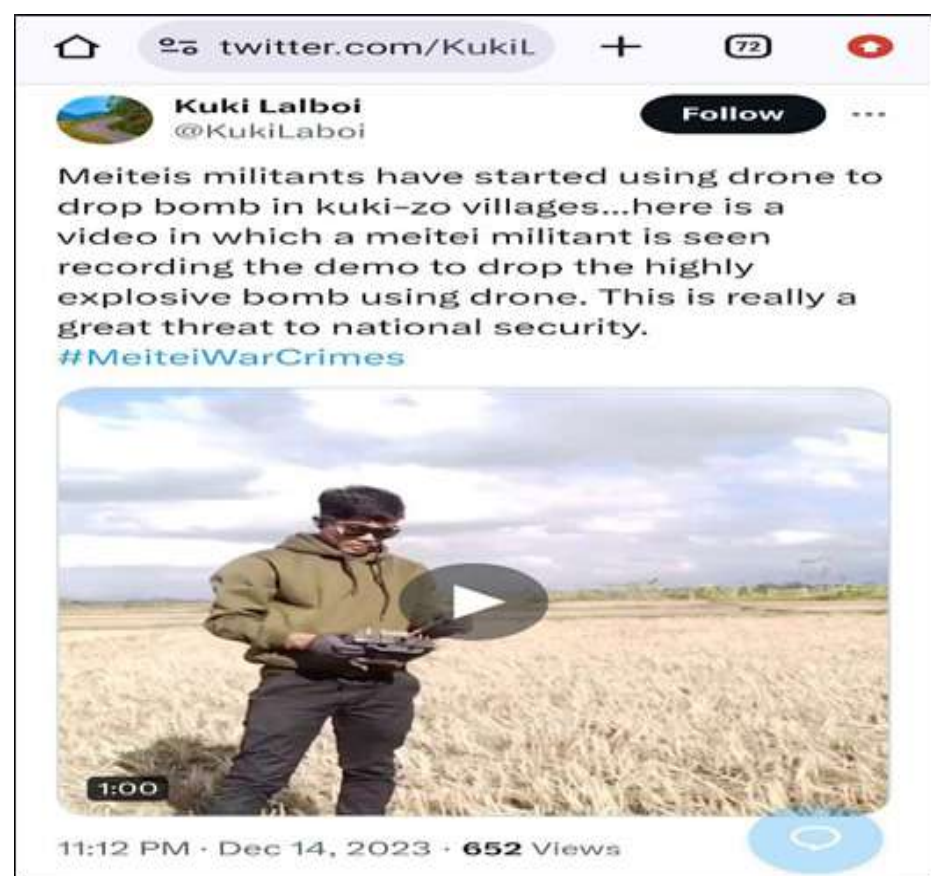 twitter.com/KukiL
72
Kuki Lalboi
Follow
@KukiLaboi
Meiteis militants have started using drone to
drop bomb in kuki-zo villages...here is a
video in which a meitei militant is seen
recording the demo to drop the highly
explosive bomb using drone. This is really a
great threat to national security.
#MeiteiWarCrimes
1:00
11:12 PM · Dec 14, 2023 · 652 Views